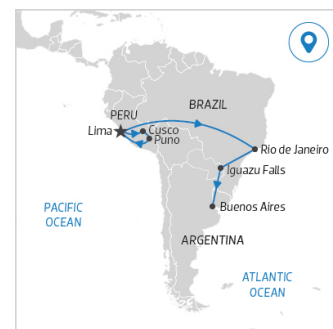 PERU
BRAZIL
Lima
Cusco
Puno
Rio de Janeiro
Iguazu Falls
PACIFIC
OCEAN
Buenos Aires
ARGENTINA
ATLANTIC
OCEAN